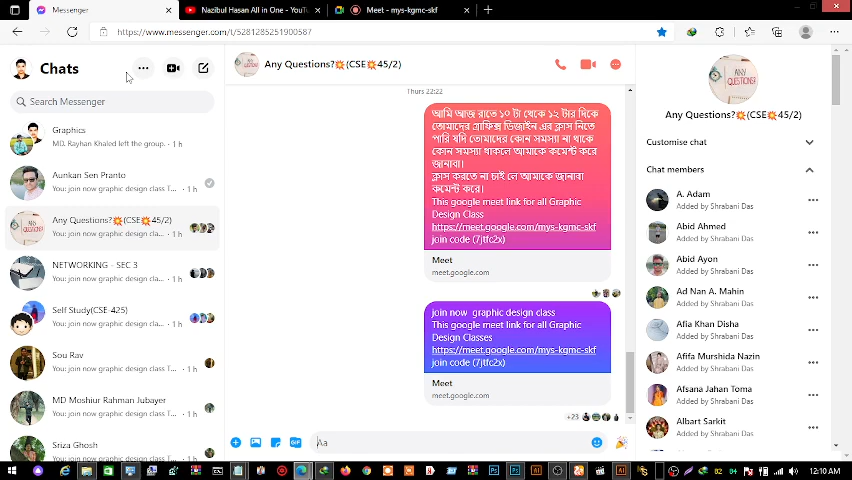 Messenger
Nazibul Hasan All in One - YouTu
Meet - mys-kgmc-skf
https://www.messenger.com/t/5281285251900587
Chats
Search Messenger
Graphics
MD. Rayhan Khaled left the group. · 1 h
Aunkan Sen Pranto
You: join now graphic design class T... · 1 h
Any Questions?💥(CSE💥45/2)
You: join now graphic design cla... · 1 h
NETWORKING - SEC 3
You: join now graphic design cla... · 1 h
Self Study(CSE-425)
You: join now graphic design cla... · 1 h
Sou Rav
You: join now graphic design class T... · 1 h
MD Moshiur Rahman Jubayer
You: join now graphic design class T... · 1 h
Sriza Ghosh
You: join now graphic design class T... · 1 h
Any Questions?💥(CSE💥45/2)
Thurs 22:22
আমি আজ রাতে ১০ টা থেকে ১২ টার দিকে
তোমাদের গ্রাফিক্স ডিজাইন এর ক্লাস নিতে
পারি যদি তোমাদের কোন সমস্যা না থাকে
কোন সমস্যা থাকলে আমাকে কমেন্ট করে
জানাবা।
ক্লাস করতে না চাই লে আমাকে জানাবা
কমেন্ট করে।
This google meet link for all Graphic
Design Class
https://meet.google.com/mys-kgmc-skf
join code (7jtfc2x)
Meet
meet.google.com
join now graphic design class
This google meet link for all Graphic
Design Classes
https://meet.google.com/mys-kgmc-skf
join code (7jtfc2x)
Meet
meet.google.com
+23
Aa
GIF
ANY QUESTIONS?
Any Questions?💥(CSE💥45/2)
Customise chat
Chat members
A. Adam
Added by Shrabani Das
Abid Ahmed
Added by Shrabani Das
Abid Ayon
Added by Shrabani Das
Ad Nan A. Mahin
Added by Shrabani Das
Afia Khan Disha
Added by Shrabani Das
Afifa Murshida Nazin
Added by Shrabani Das
Afsana Jahan Toma
Added by Shrabani Das
Albart Sarkit
Added by Shrabani Das
12:10 AM